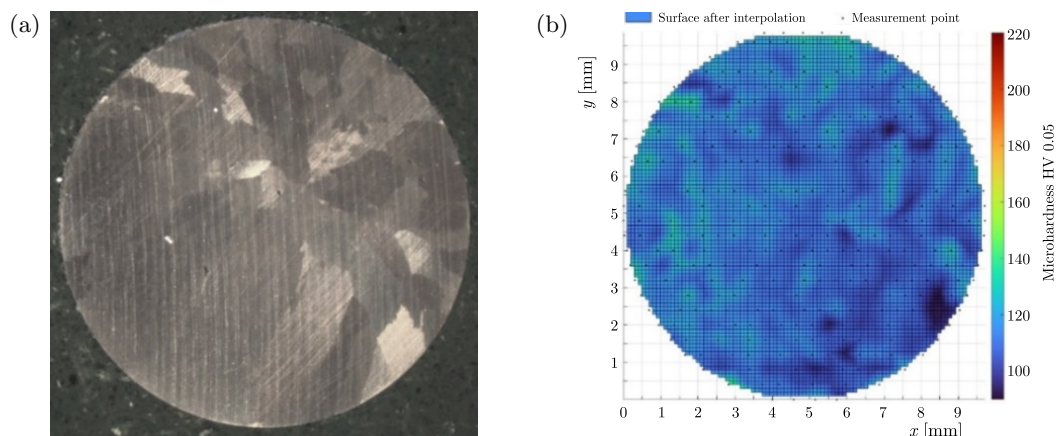 (a)
(b)
Surface after interpolation
Measurement point
y [mm]
9
8
7
6
5
4
3
2
1
0 1 2 3 4 5 6 7 8 9
x [mm]
220
200
180
160
140
120
100
Microhardness HV 0.05